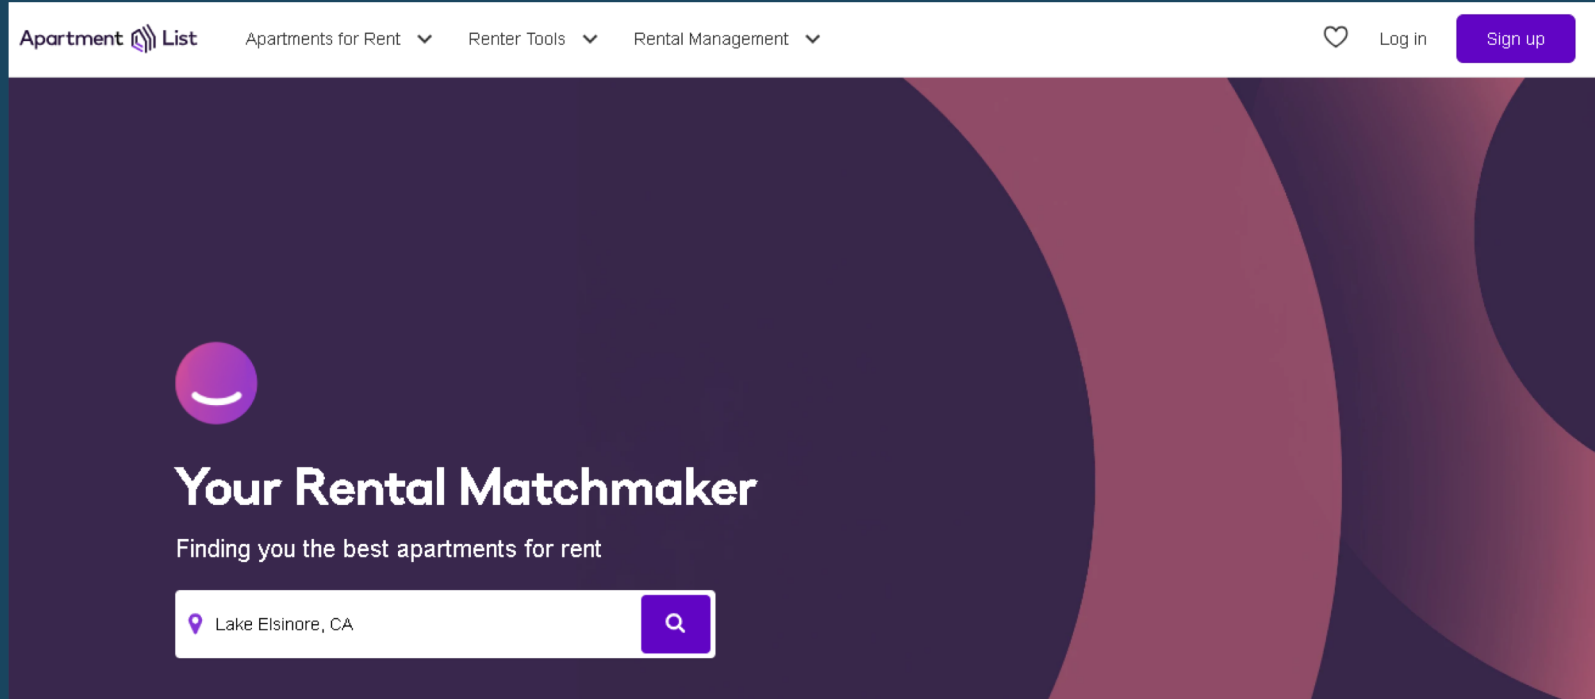 Apartment List Apartments for Rent Renter Tools Rental Management Log in Sign up
Your Rental Matchmaker
Finding you the best apartments for rent
Lake Elsinore, CA